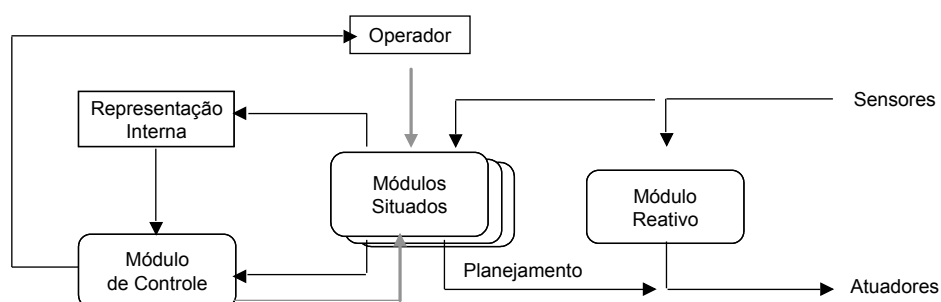 Operador
Representação
Interna
Sensores
Módulos
Situados
Módulo
Reativo
Módulo
de Controle
Planejamento
Atuadores